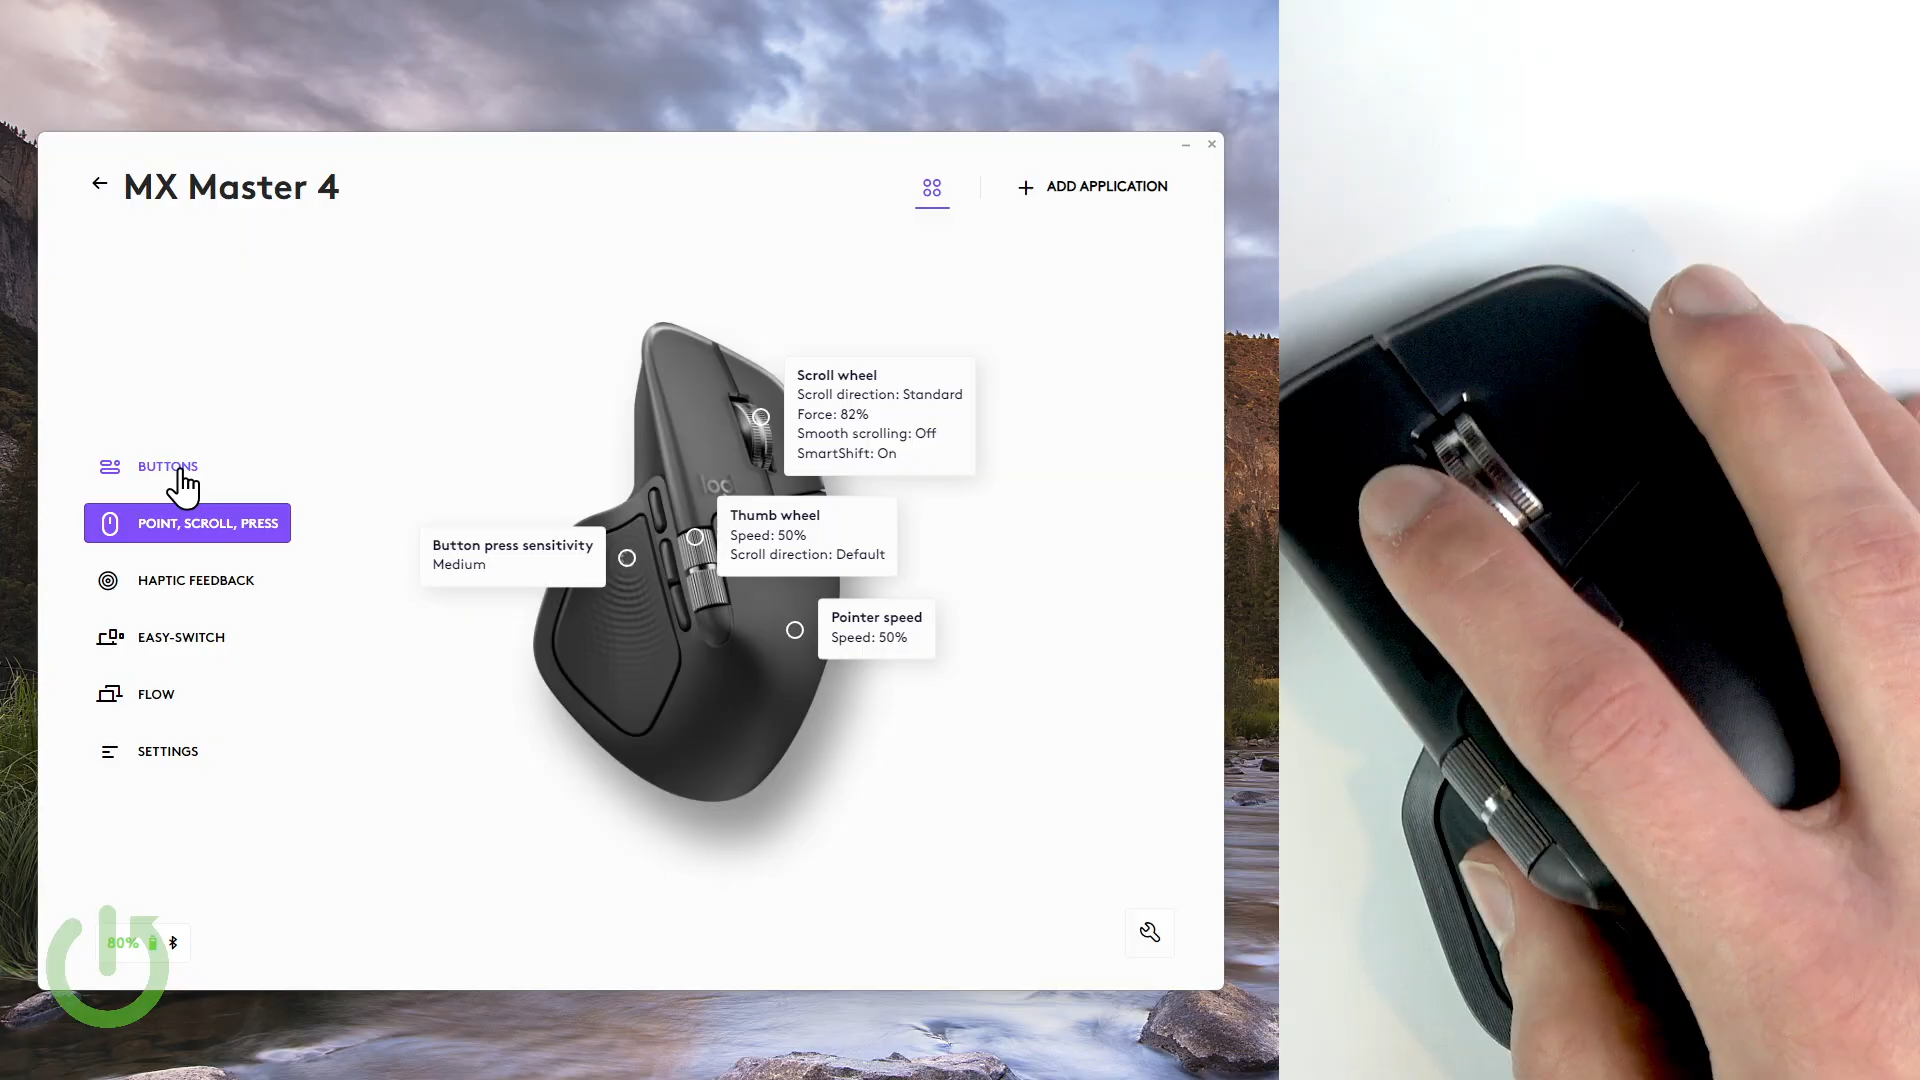 MX Master 4
ADD APPLICATION
Scroll wheel
Scroll direction: Standard
Force: 82%
Smooth scrolling: Off
SmartShift: On
BUTTONS
POINT, SCROLL, PRESS
logi
Thumb wheel
Speed: 50%
Scroll direction: Default
Button press sensitivity
Medium
HAPTIC FEEDBACK
Pointer speed
Speed: 50%
EASY-SWITCH
FLOW
SETTINGS
80%